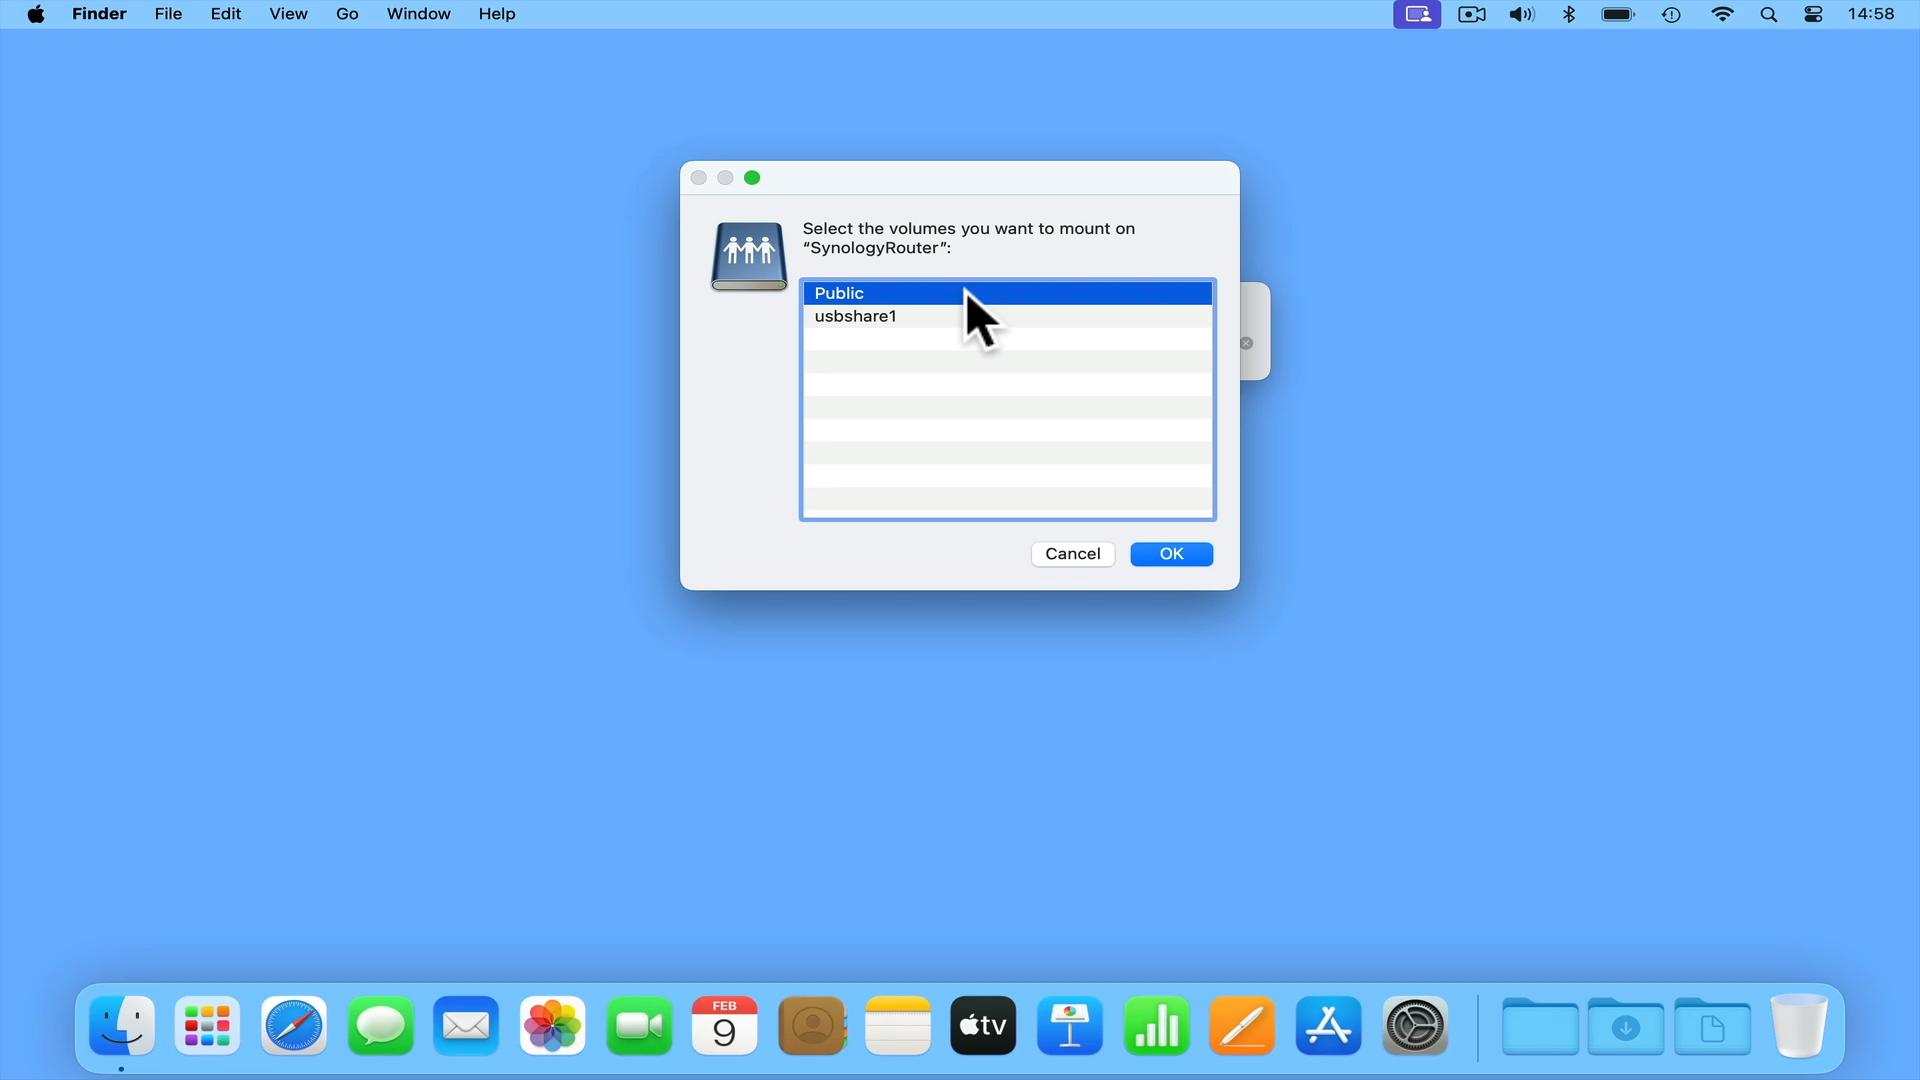 Finder File Edit View Go Window Help 14:58
Select the volumes you want to mount on
“SynologyRouter”:
Public
usbshare1
Cancel OK
FEB
9
tv